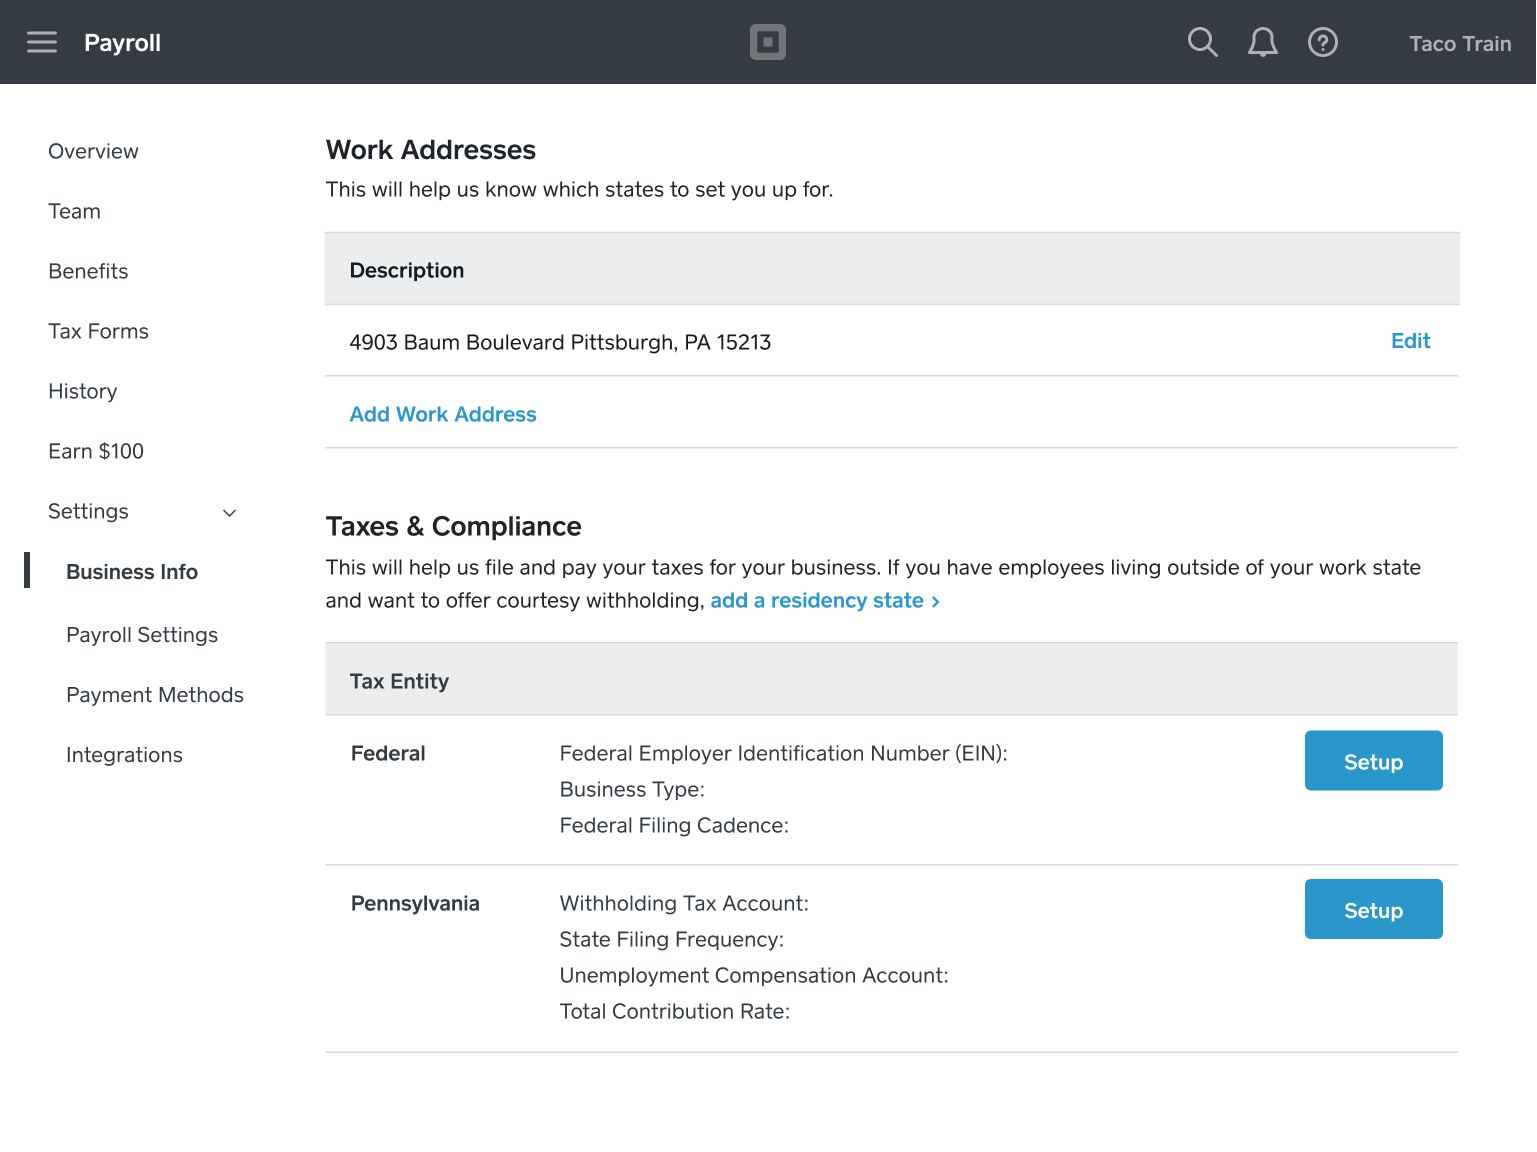 Payroll
Taco Train
Overview
Team
Benefits
Tax Forms
History
Earn $100
Settings
Business Info
Payroll Settings
Payment Methods
Integrations
Work Addresses
This will help us know which states to set you up for.
Description
4903 Baum Boulevard Pittsburgh, PA 15213
Edit
Add Work Address
Taxes & Compliance
This will help us file and pay your taxes for your business. If you have employees living outside of your work state
and want to offer courtesy withholding, add a residency state >
Tax Entity
Federal
Federal Employer Identification Number (EIN):
Business Type:
Federal Filing Cadence:
Setup
Pennsylvania
Withholding Tax Account:
State Filing Frequency:
Unemployment Compensation Account:
Total Contribution Rate:
Setup